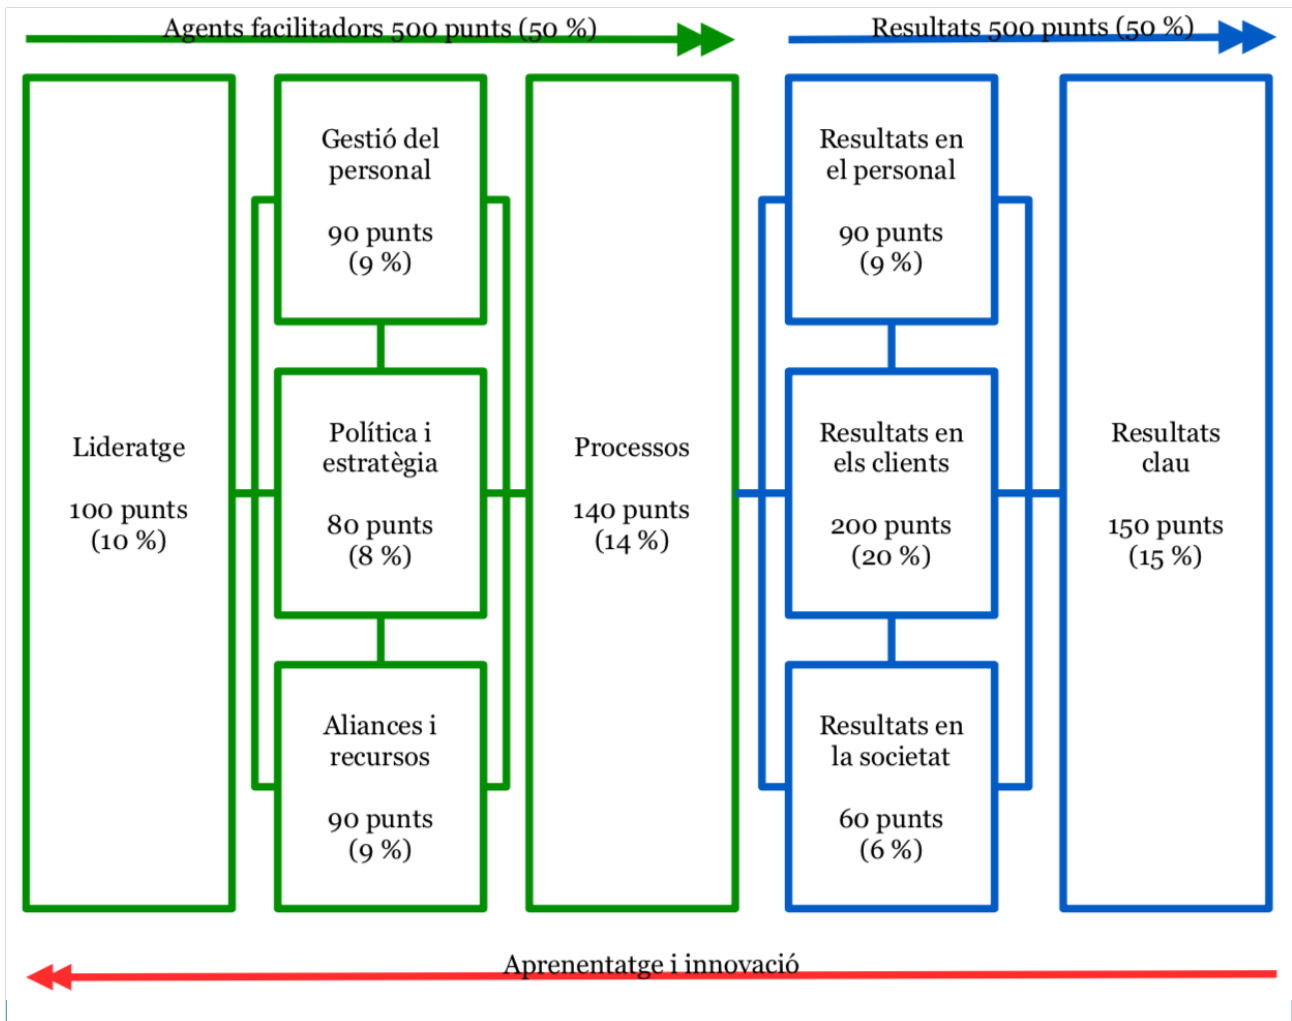 Agents facilitadors 500 punts (50 %)
Resultats 500 punts (50 %)
Lideratge
100 punts
(10 %)
Gestió del
personal
90 punts
(9 %)
Política i
estratègia
80 punts
(8 %)
Aliances i
recursos
90 punts
(9 %)
Processos
140 punts
(14 %)
Resultats en
el personal
90 punts
(9 %)
Resultats en
els clients
200 punts
(20 %)
Resultats en
la societat
60 punts
(6 %)
Resultats
clau
150 punts
(15 %)
Aprenentatge i innovació